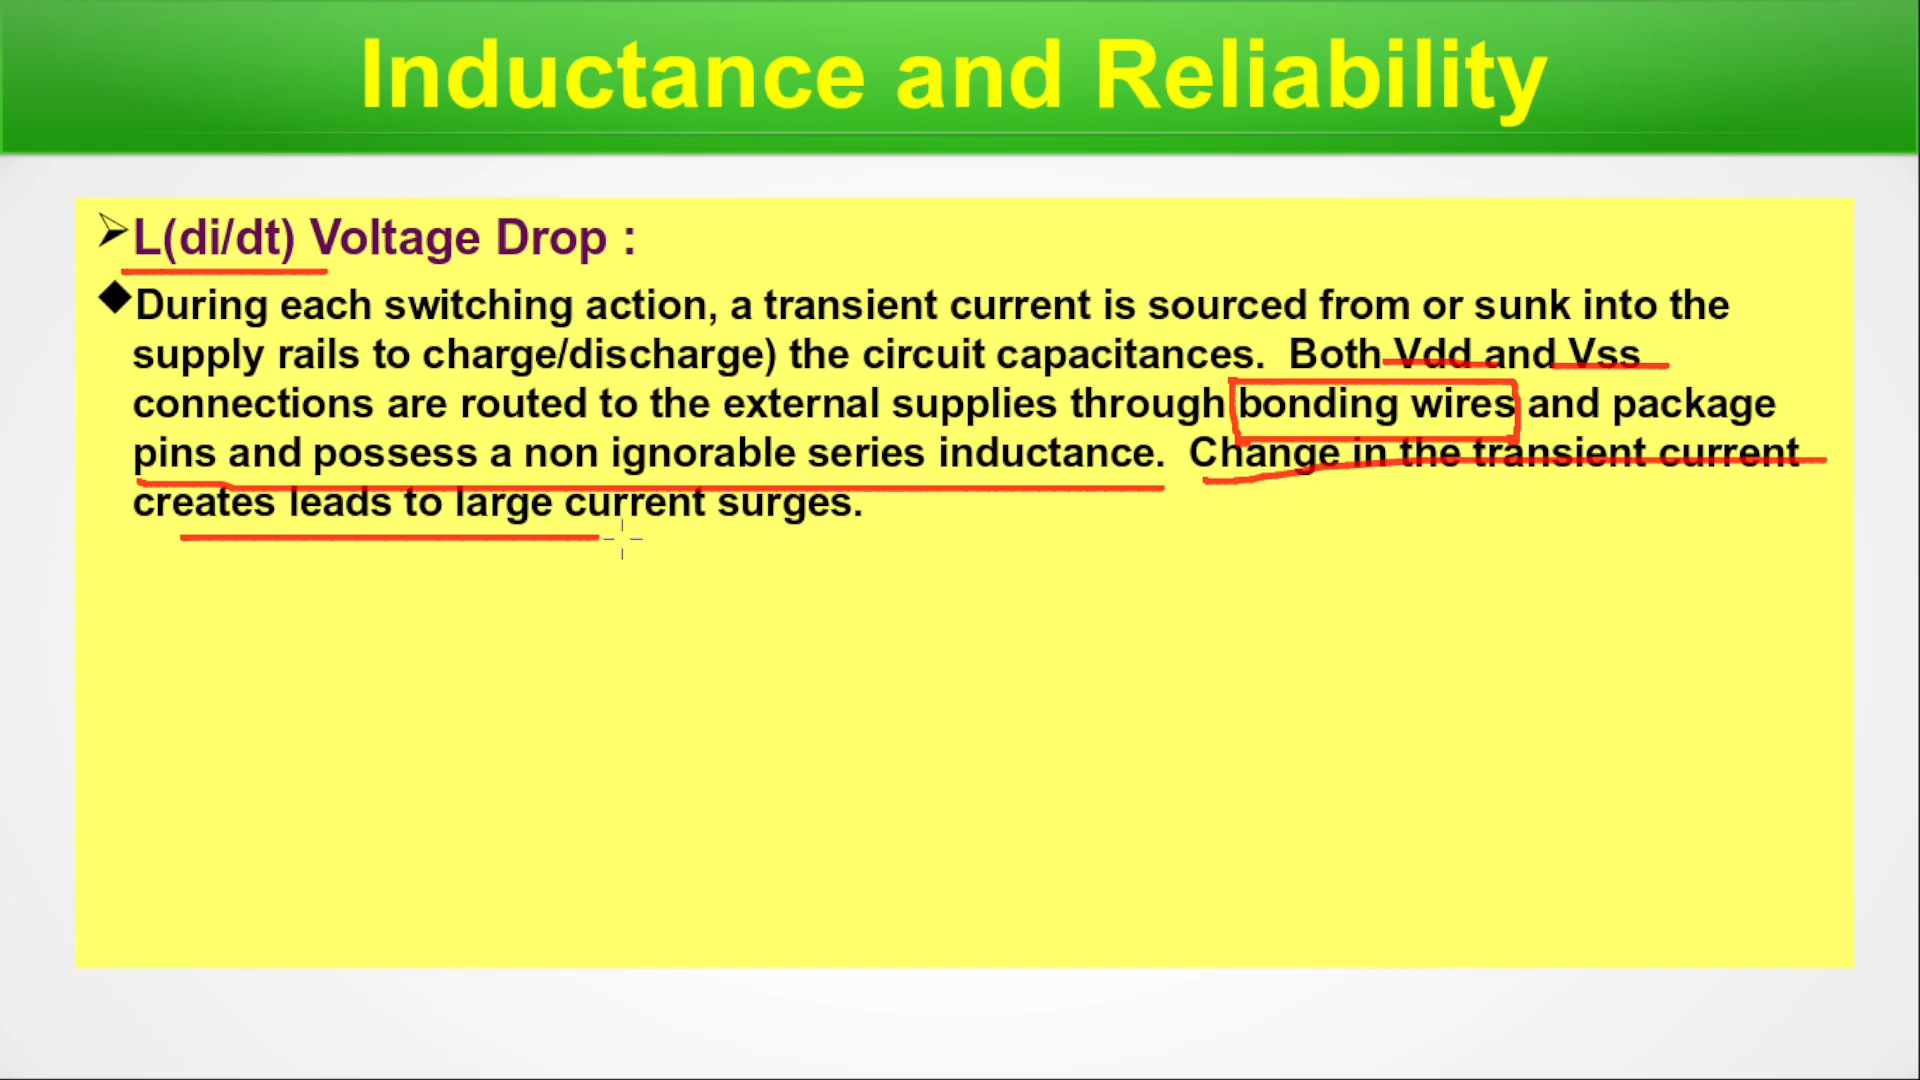 Inductance and Reliability
L(di/dt) Voltage Drop :
During each switching action, a transient current is sourced from or sunk into the
supply rails to charge/discharge) the circuit capacitances. Both Vdd and Vss
connections are routed to the external supplies through bonding wires and package
pins and possess a non ignorable series inductance. Change in the transient current
creates leads to large current surges.